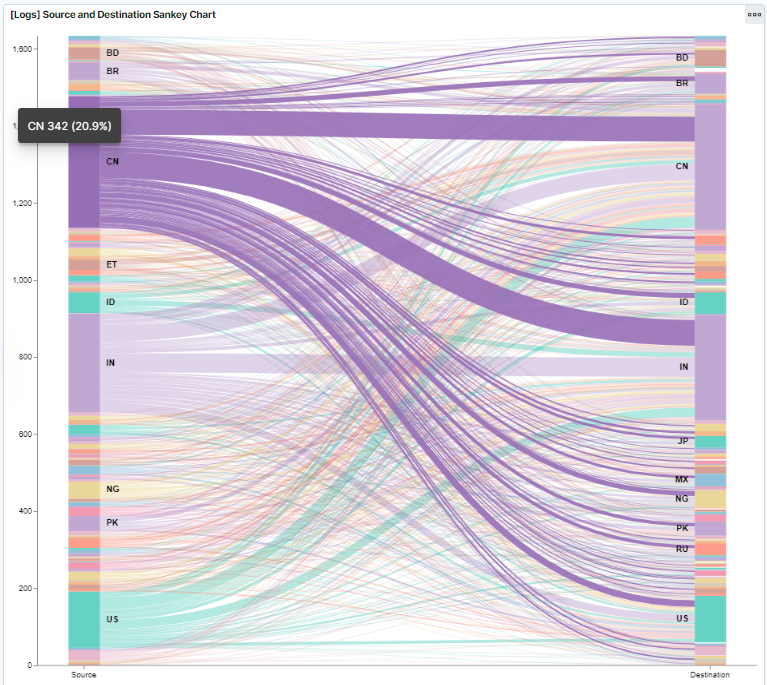 [Logs] Source and Destination Sankey Chart
1,600
BD
BR
CN 342 (20.9%)
CN
1,200
ET
1,000
ID
800
IN
600
NG
400
PK
200
US
0
BD
BR
CN
ID
IN
JP
MX
NG
PK
RU
US
Source
Destination